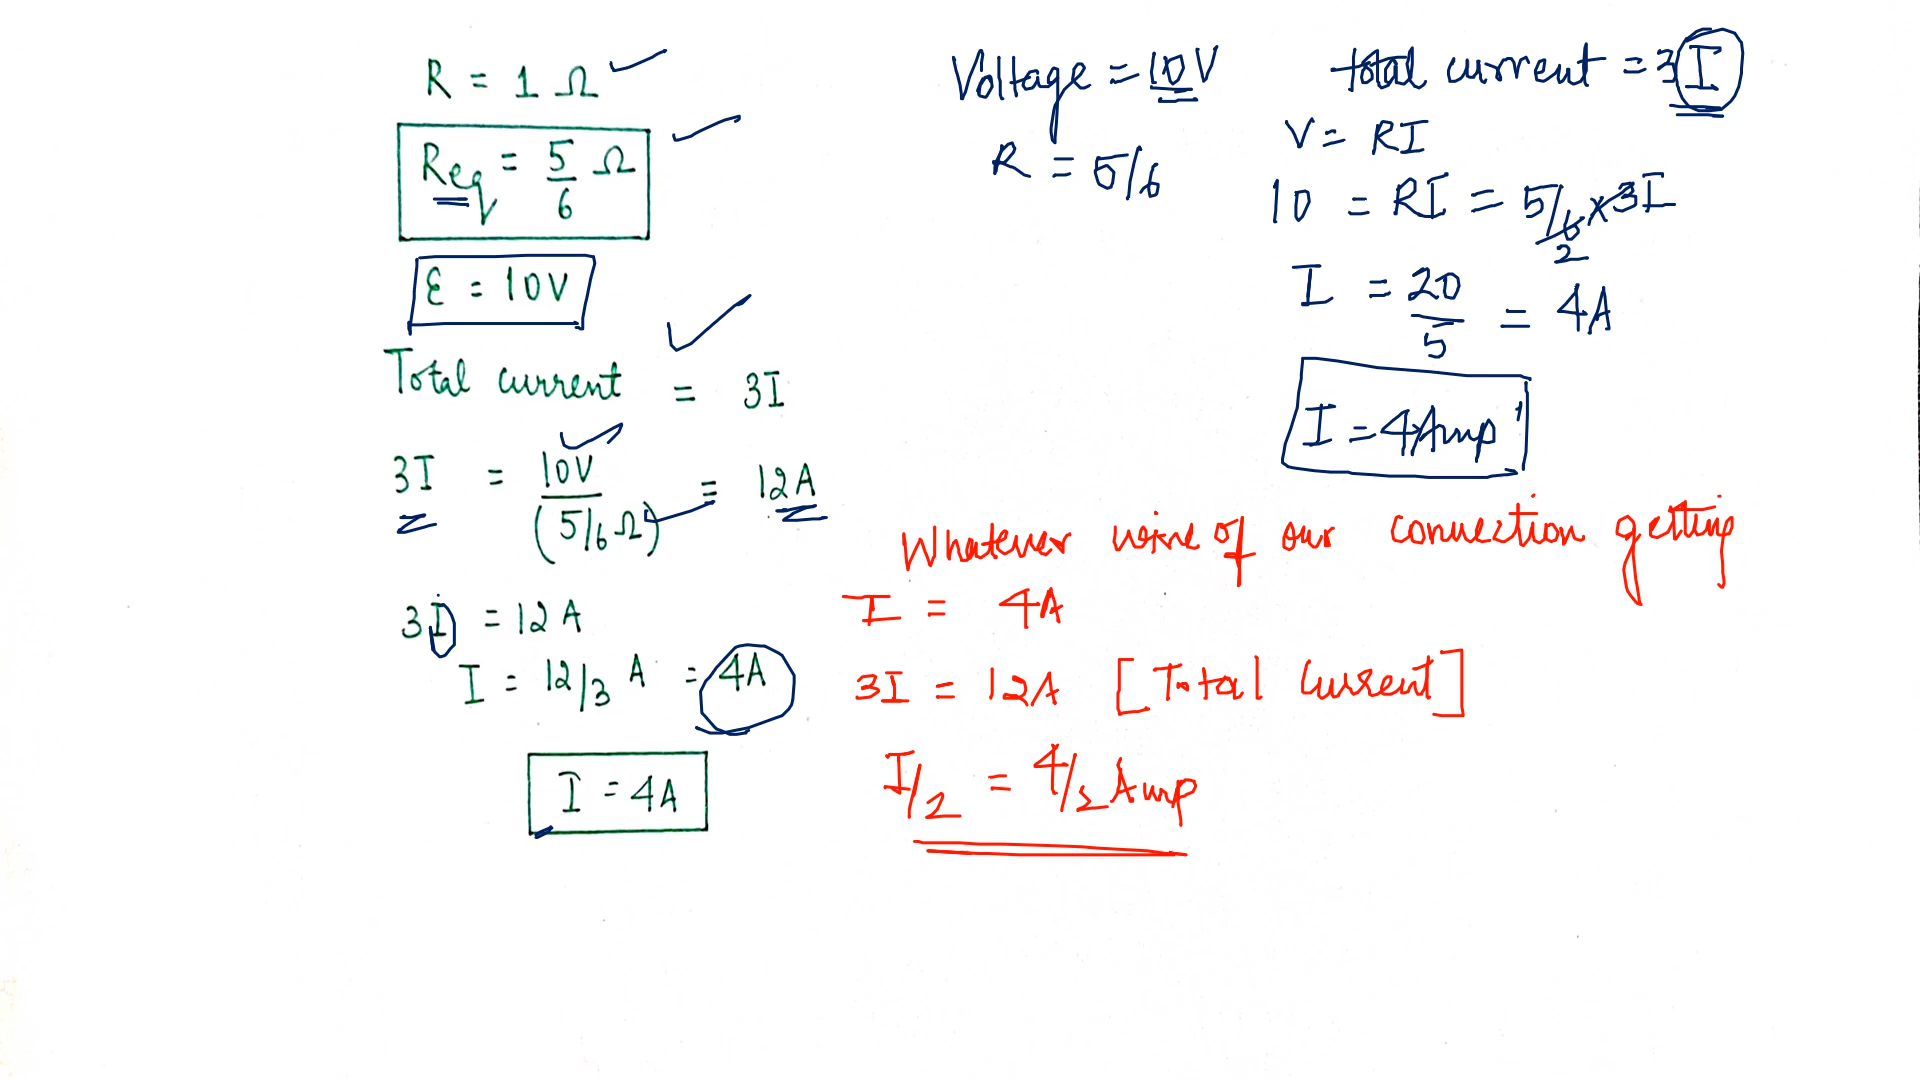 R = 1 Ω
Req = 5/6 Ω
ε = 10V
Total current = 3I
3I = 10V/(5/6 Ω) = 12A
3I = 12A
I = 12/3 A = 4A
I = 4A
Voltage = 10V
R = 5/6
total current = 3I
V = RI
10 = RI = 5/6 × 3I
2
I = 20/5 = 4A
I = 4Amp
Whatever wire of our connection getting
I = 4A
3I = 12A [Total Current]
I/2 = 4/2 Amp